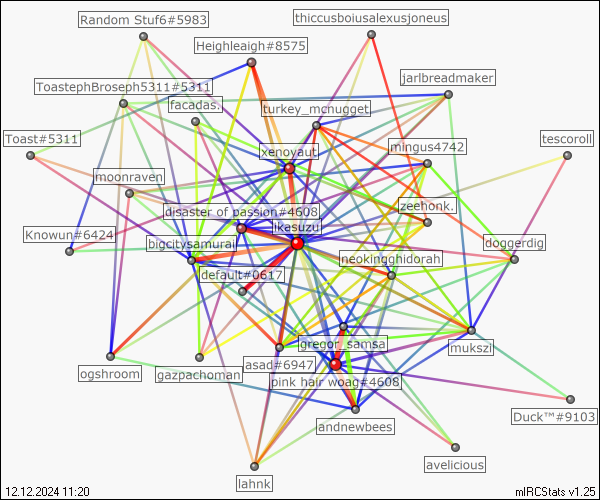 Random Stuf6#5983
thiccusboiusalexusjoneus
Heighleaigh#8575
jarlbreadmaker
ToastephBroseph5311#5311
facadas.
turkey_mcnugget
Toast#5311
tescoroll
mingus4742
xenoyaut
moonraven
zeehonk.
disaster of passion#4608
likesuzu
Knowun#6424
bigcitysamurai
doggerdig
neokingghidorah
default#0617
gregor_samsa
mukszi
asad#6947
ogshroom
gazpachoman
pink hair woag#4608
Duck™#9103
andnewbees
avelicious
lahnk
12.12.2024 11:20
mIRCStats v1.25